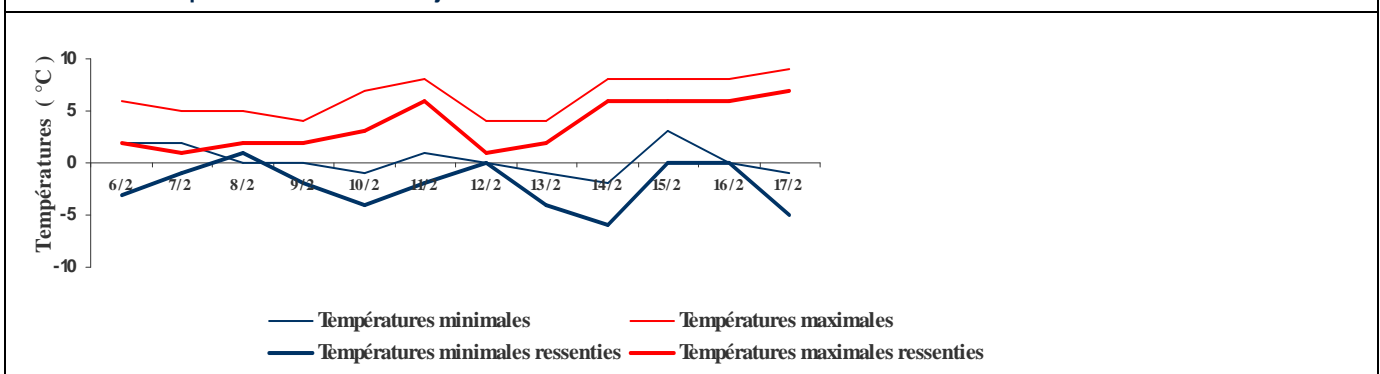 10
5
0
-5
-10
Températures ( °C )
6/2 7/2 8/2 9/2 10/2 11/2 12/2 13/2 14/2 15/2 16/2 17/2
Températures minimales Températures maximales
Températures minimales ressenties Températures maximales ressenties